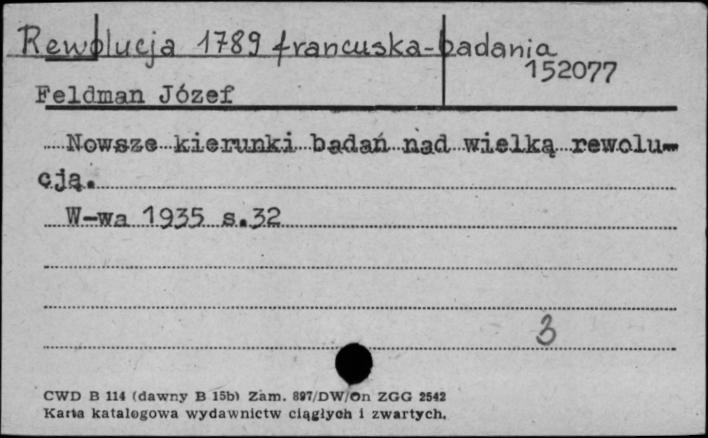 Rewolucja 1789 francuska-badania
152077
Feldman Józef
Nowsze kierunki badań nad wielką rewolu-
cją.
W-wa 1935 s.32
3
CWD B 114 (dawny B 15b) Zam. 897/DW/On ZGG 2542
Karta katalogowa wydawnictw ciągłych i zwartych.